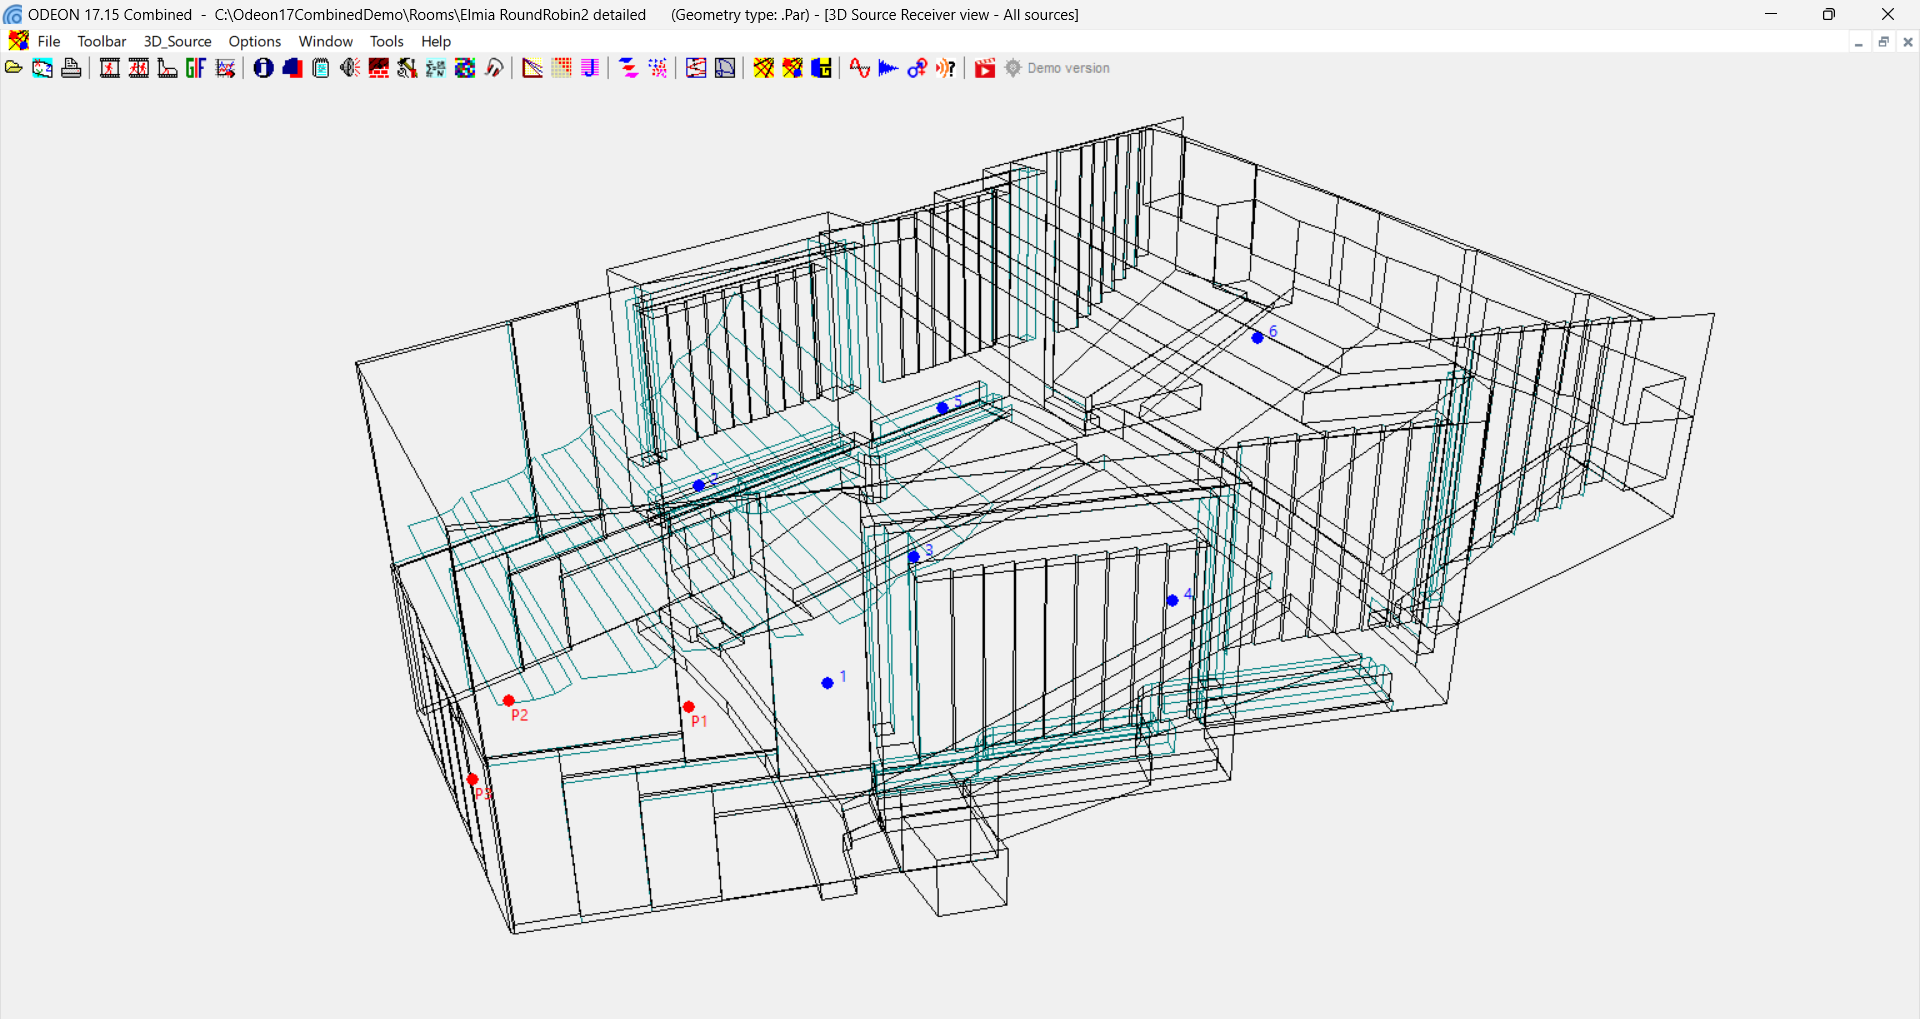 ODEON 17.15 Combined - C:\Odeon17CombinedDemo\Rooms\Elmia RoundRobin2 detailed (Geometry type: .Par) - [3D Source Receiver view - All sources]
File Toolbar 3D_Source Options Window Tools Help
GIF Demo version
6
5
2
3
4
1
P2
P1
P3